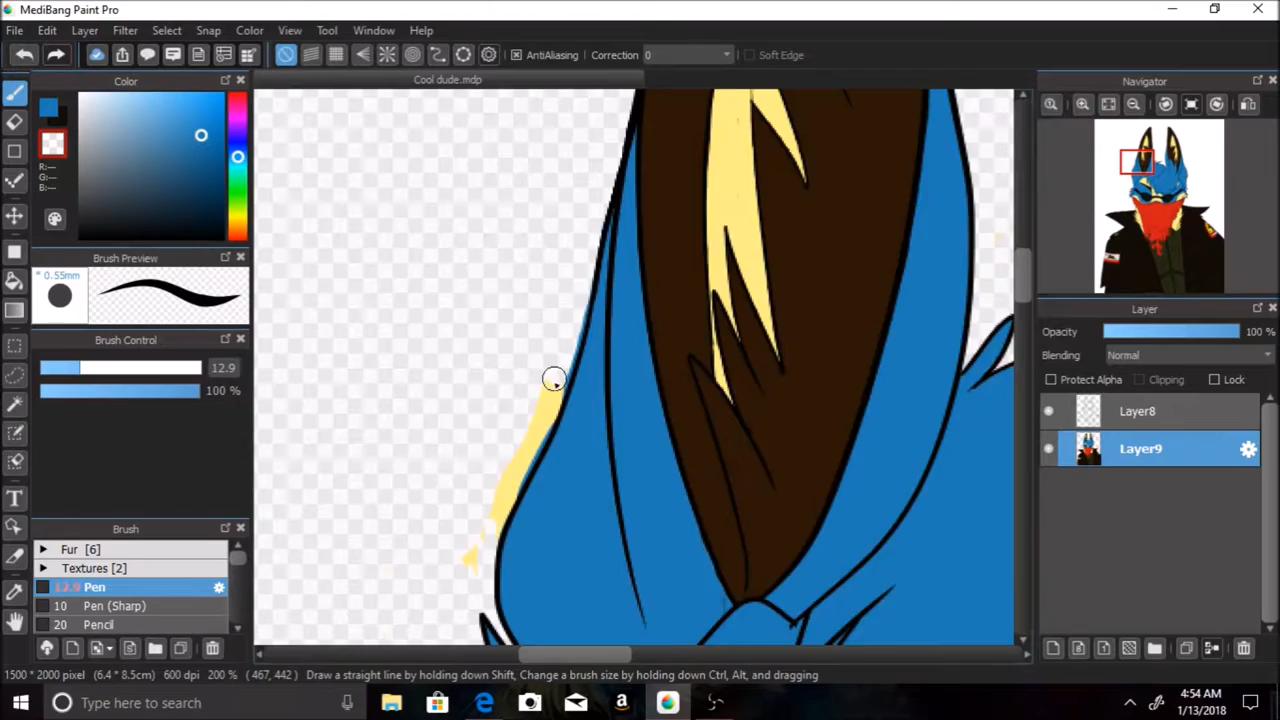 MediBang Paint Pro
File Edit Layer Filter Select Snap Color View Tool Window Help
AntiAliasing Correction 0 Soft Edge
Color
Cool dude.mdp
Navigator
R:---
G:---
B:---
Brush Preview
* 0.55mm
Layer
Opacity 100 %
Brush Control
Blending Normal
12.9
Protect Alpha Clipping Lock
100 %
Layer8
Layer9
T
Brush
Fur [6]
Textures [2]
12.9 Pen
10 Pen (Sharp)
20 Pencil
1500 * 2000 pixel (6.4 * 8.5cm) 600 dpi 200 % ( 467, 442 ) Draw a straight line by holding down Shift, Change a brush size by holding down Ctrl, Alt, and dragging
Type here to search
4:54 AM
1/13/2018